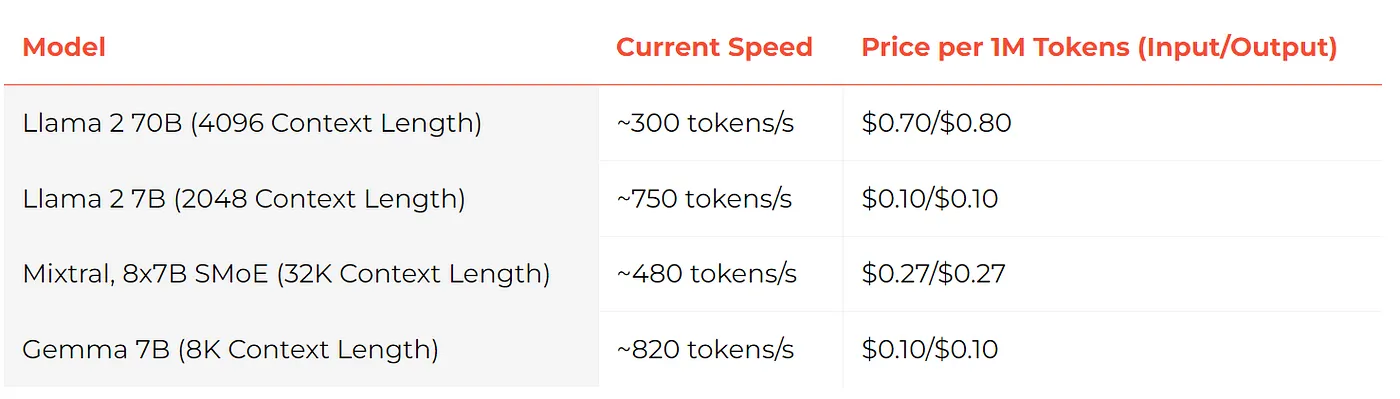 Model Current Speed Price per 1M Tokens (Input/Output)
Llama 2 70B (4096 Context Length) ~300 tokens/s $0.70/$0.80
Llama 2 7B (2048 Context Length) ~750 tokens/s $0.10/$0.10
Mixtral, 8x7B SMoE (32K Context Length) ~480 tokens/s $0.27/$0.27
Gemma 7B (8K Context Length) ~820 tokens/s $0.10/$0.10